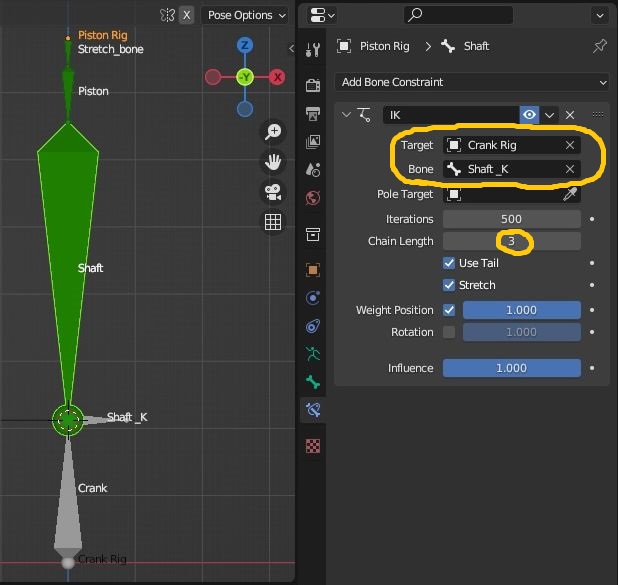 X
Pose Options
Piston Rig
Stretch_bone
Z
-Y
X
Piston
Shaft
Shaft _K
Crank
Crank Rig
Piston Rig > Shaft
Add Bone Constraint
IK
Target Crank Rig
Bone Shaft _K
Pole Target
Iterations 500
Chain Length 3
Use Tail
Stretch
Weight Position 1.000
Rotation 1.000
Influence 1.000